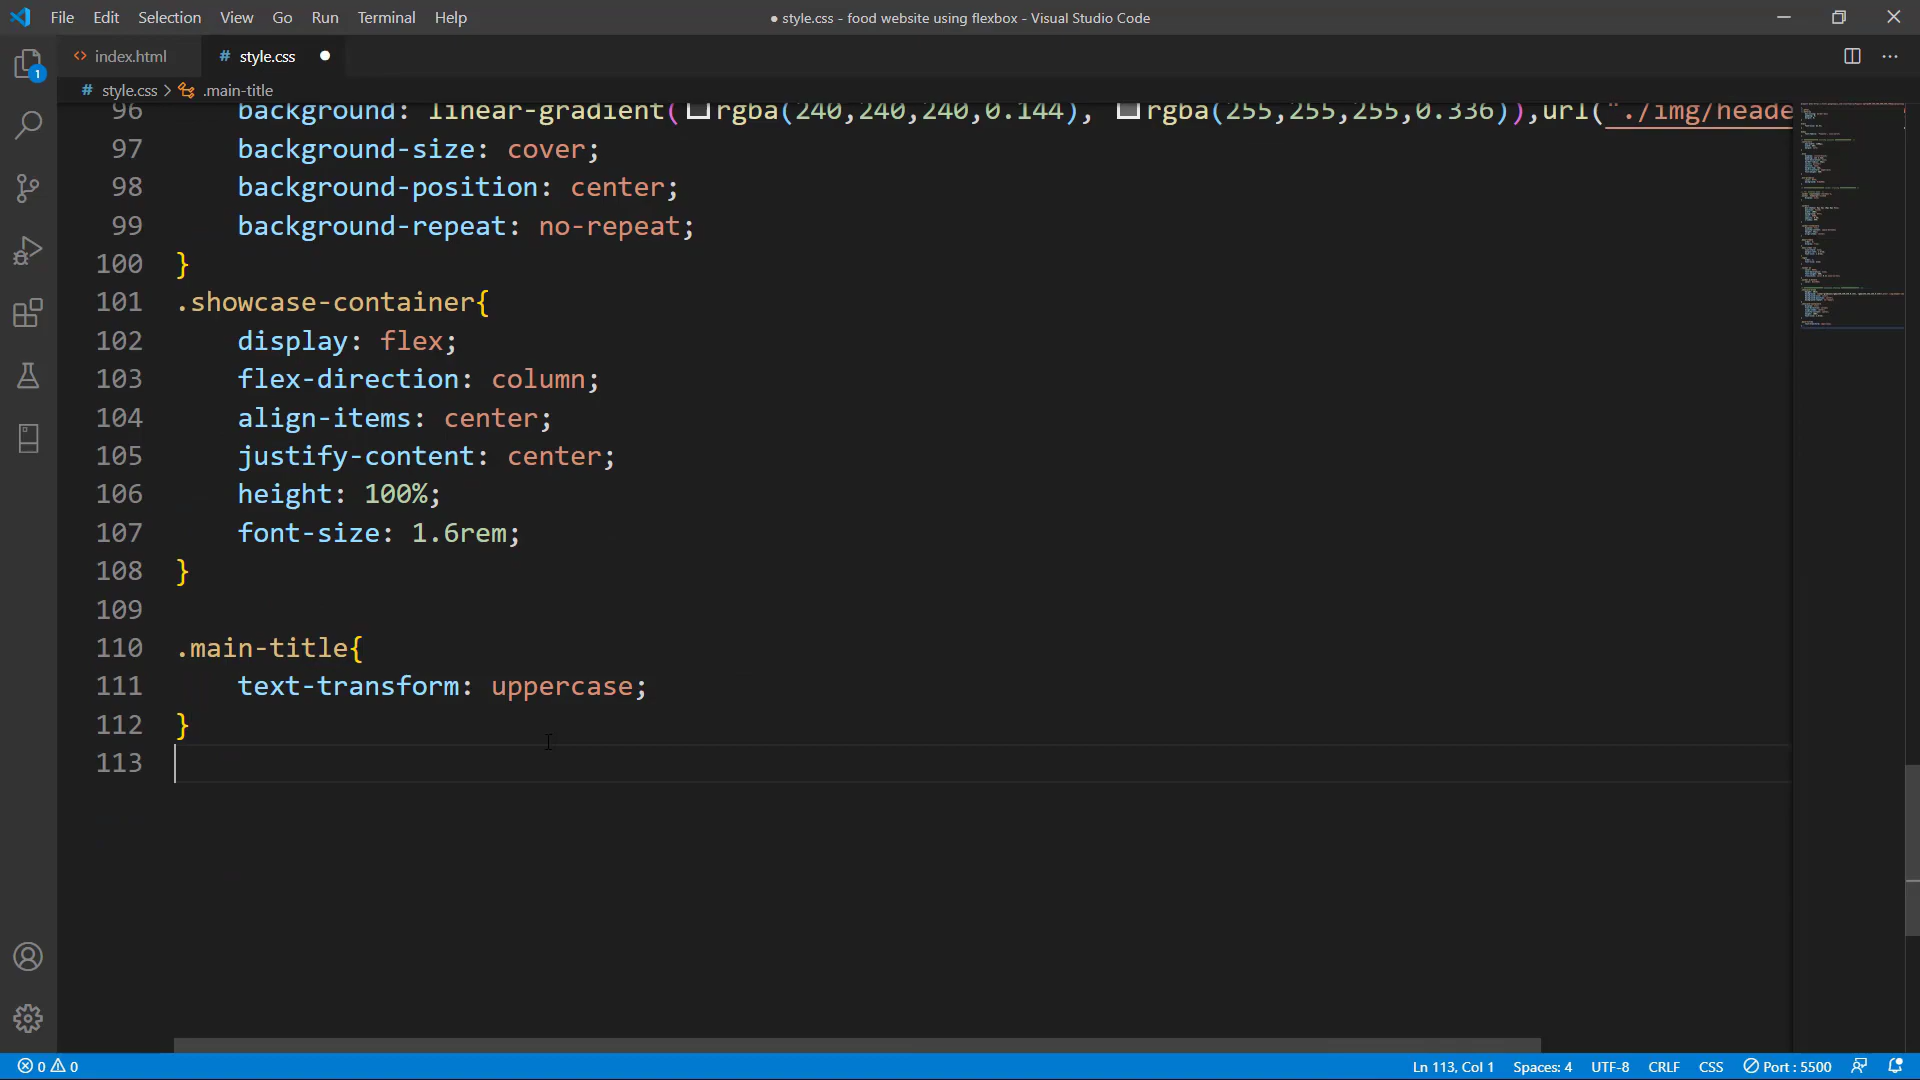 File Edit Selection View Go Run Terminal Help
● style.css - food website using flexbox - Visual Studio Code
1
<> index.html
# style.css ●
# style.css > .main-title
96 background: linear-gradient(rgba(240,240,240,0.144), rgba(255,255,255,0.336)),url("./img/heade
97 background-size: cover;
98 background-position: center;
99 background-repeat: no-repeat;
100 }
101 .showcase-container{
102 display: flex;
103 flex-direction: column;
104 align-items: center;
105 justify-content: center;
106 height: 100%;
107 font-size: 1.6rem;
108 }
109
110 .main-title{
111 text-transform: uppercase;
112 }
113
0 0 Ln 113, Col 1 Spaces: 4 UTF-8 CRLF CSS Port : 5500